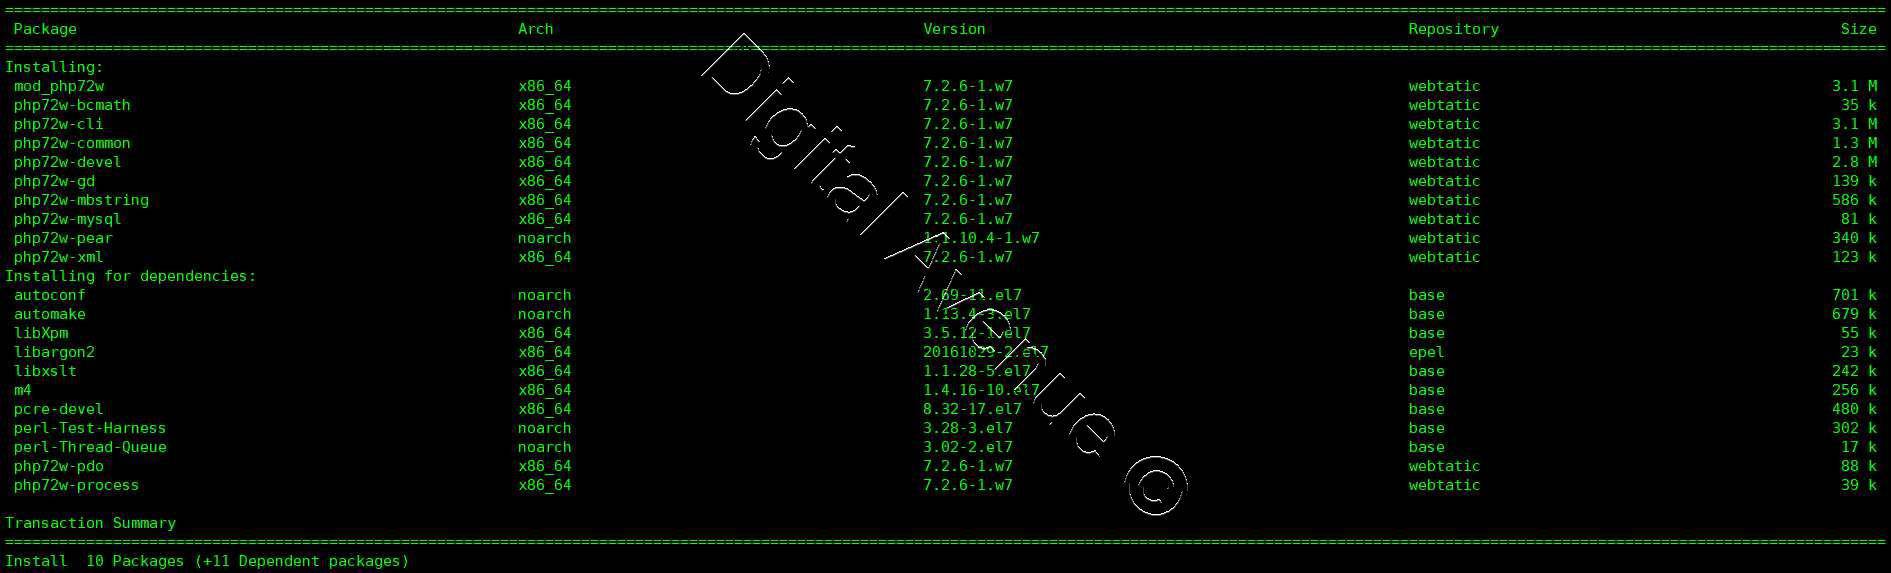 Package Arch Version Repository Size
Installing:
mod_php72w x86_64 7.2.6-1.w7 webtatic 3.1 M
php72w-bcmath x86_64 7.2.6-1.w7 webtatic 35 k
php72w-cli x86_64 7.2.6-1.w7 webtatic 3.1 M
php72w-common x86_64 7.2.6-1.w7 webtatic 1.3 M
php72w-devel x86_64 7.2.6-1.w7 webtatic 2.8 M
php72w-gd x86_64 7.2.6-1.w7 webtatic 139 k
php72w-mbstring x86_64 7.2.6-1.w7 webtatic 586 k
php72w-mysql x86_64 7.2.6-1.w7 webtatic 81 k
php72w-pear noarch 1:1.10.4-1.w7 webtatic 340 k
php72w-xml x86_64 7.2.6-1.w7 webtatic 123 k
Installing for dependencies:
autoconf noarch 2.69-11.el7 base 701 k
automake noarch 1.13.4-3.el7 base 679 k
libXpm x86_64 3.5.12-1.el7 base 55 k
libargon2 x86_64 20161029-2.el7 epel 23 k
libxslt x86_64 1.1.28-5.el7 base 242 k
m4 x86_64 1.4.16-10.el7 base 256 k
pcre-devel x86_64 8.32-17.el7 base 480 k
perl-Test-Harness noarch 3.28-3.el7 base 302 k
perl-Thread-Queue noarch 3.02-2.el7 base 17 k
php72w-pdo x86_64 7.2.6-1.w7 webtatic 88 k
php72w-process x86_64 7.2.6-1.w7 webtatic 39 k
Transaction Summary
Install 10 Packages (+11 Dependent packages)
Digital Avenue ©